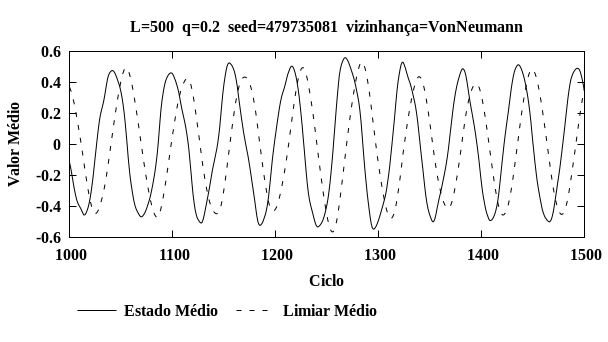 L=500 q=0.2 seed=479735081 vizinhança=VonNeumann
Valor Médio
0.6
0.4
0.2
0
-0.2
-0.4
-0.6
1000 1100 1200 1300 1400 1500
Ciclo
Estado Médio Limiar Médio